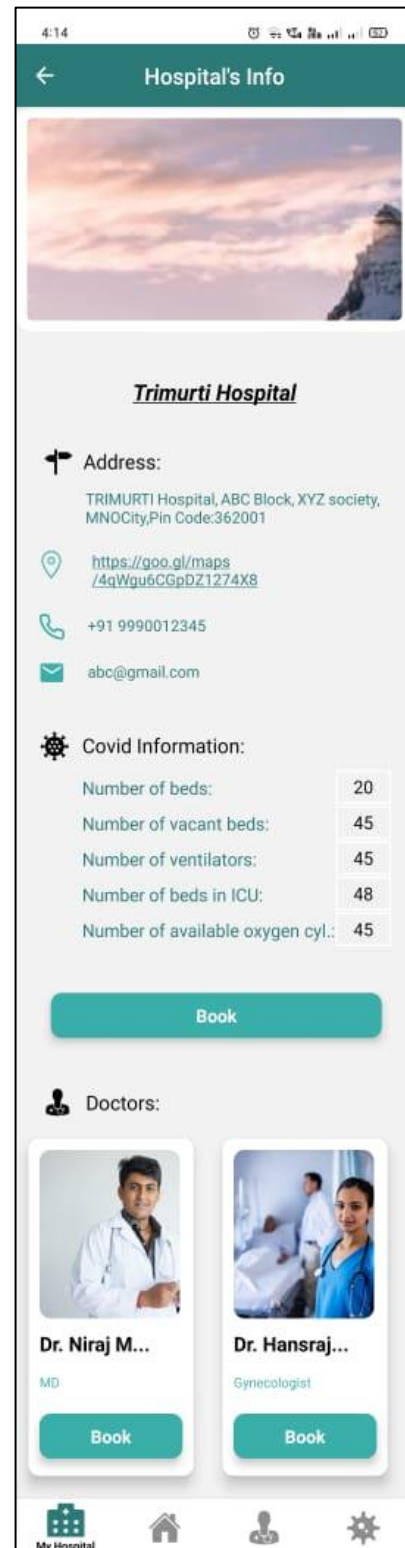 4:14
62
Hospital's Info
Trimurti Hospital
Address:
TRIMURTI Hospital, ABC Block, XYZ society,
MNOCity,Pin Code:362001
https://goo.gl/maps
/4qWgu6CGpDZ1274X8
+91 9990012345
abc@gmail.com
Covid Information:
Number of beds: 20
Number of vacant beds: 45
Number of ventilators: 45
Number of beds in ICU: 48
Number of available oxygen cyl.: 45
Book
Doctors:
Dr. Niraj M...
Dr. Hansraj...
MD
Gynecologist
Book
Book
My Hospital